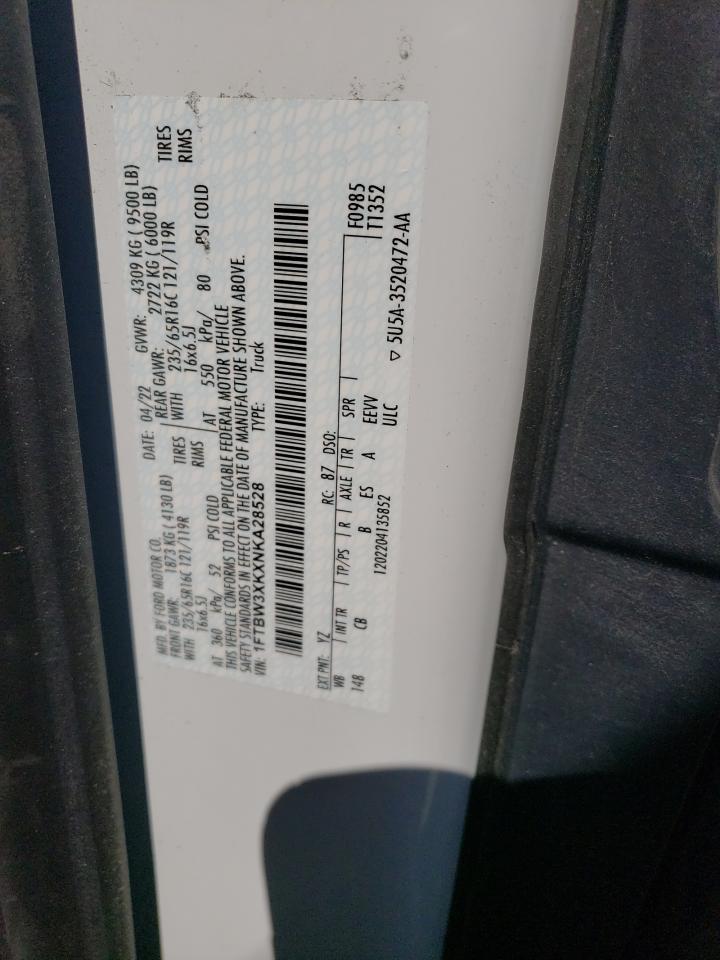 MFD. BY FORD MOTOR CO. DATE: 04/22 GVWR: 4309 KG ( 9500 LB)
FRONT GAWR: 1873 KG ( 4130 LB) REAR GAWR: 2722 KG ( 6000 LB)
WITH 235/65R16C 121/119R TIRES WITH 235/65R16C 121/119R TIRES
16x6.5J RIMS 16x6.5J RIMS
AT 360 kPa/ 52 PSI COLD AT 550 kPa/ 80 PSI COLD
THIS VEHICLE CONFORMS TO ALL APPLICABLE FEDERAL MOTOR VEHICLE
SAFETY STANDARDS IN EFFECT ON THE DATE OF MANUFACTURE SHOWN ABOVE.
VIN: 1FTBW3XKXNKA28528 TYPE: Truck
EXT PNT: YZ RC: 87 DSO: F0985
WB INT TR TP/PS R AXLE TR SPR T1352
148 CB B ES A EEVV
1202204135852 ULC ▽ 5U5A-3520472-AA